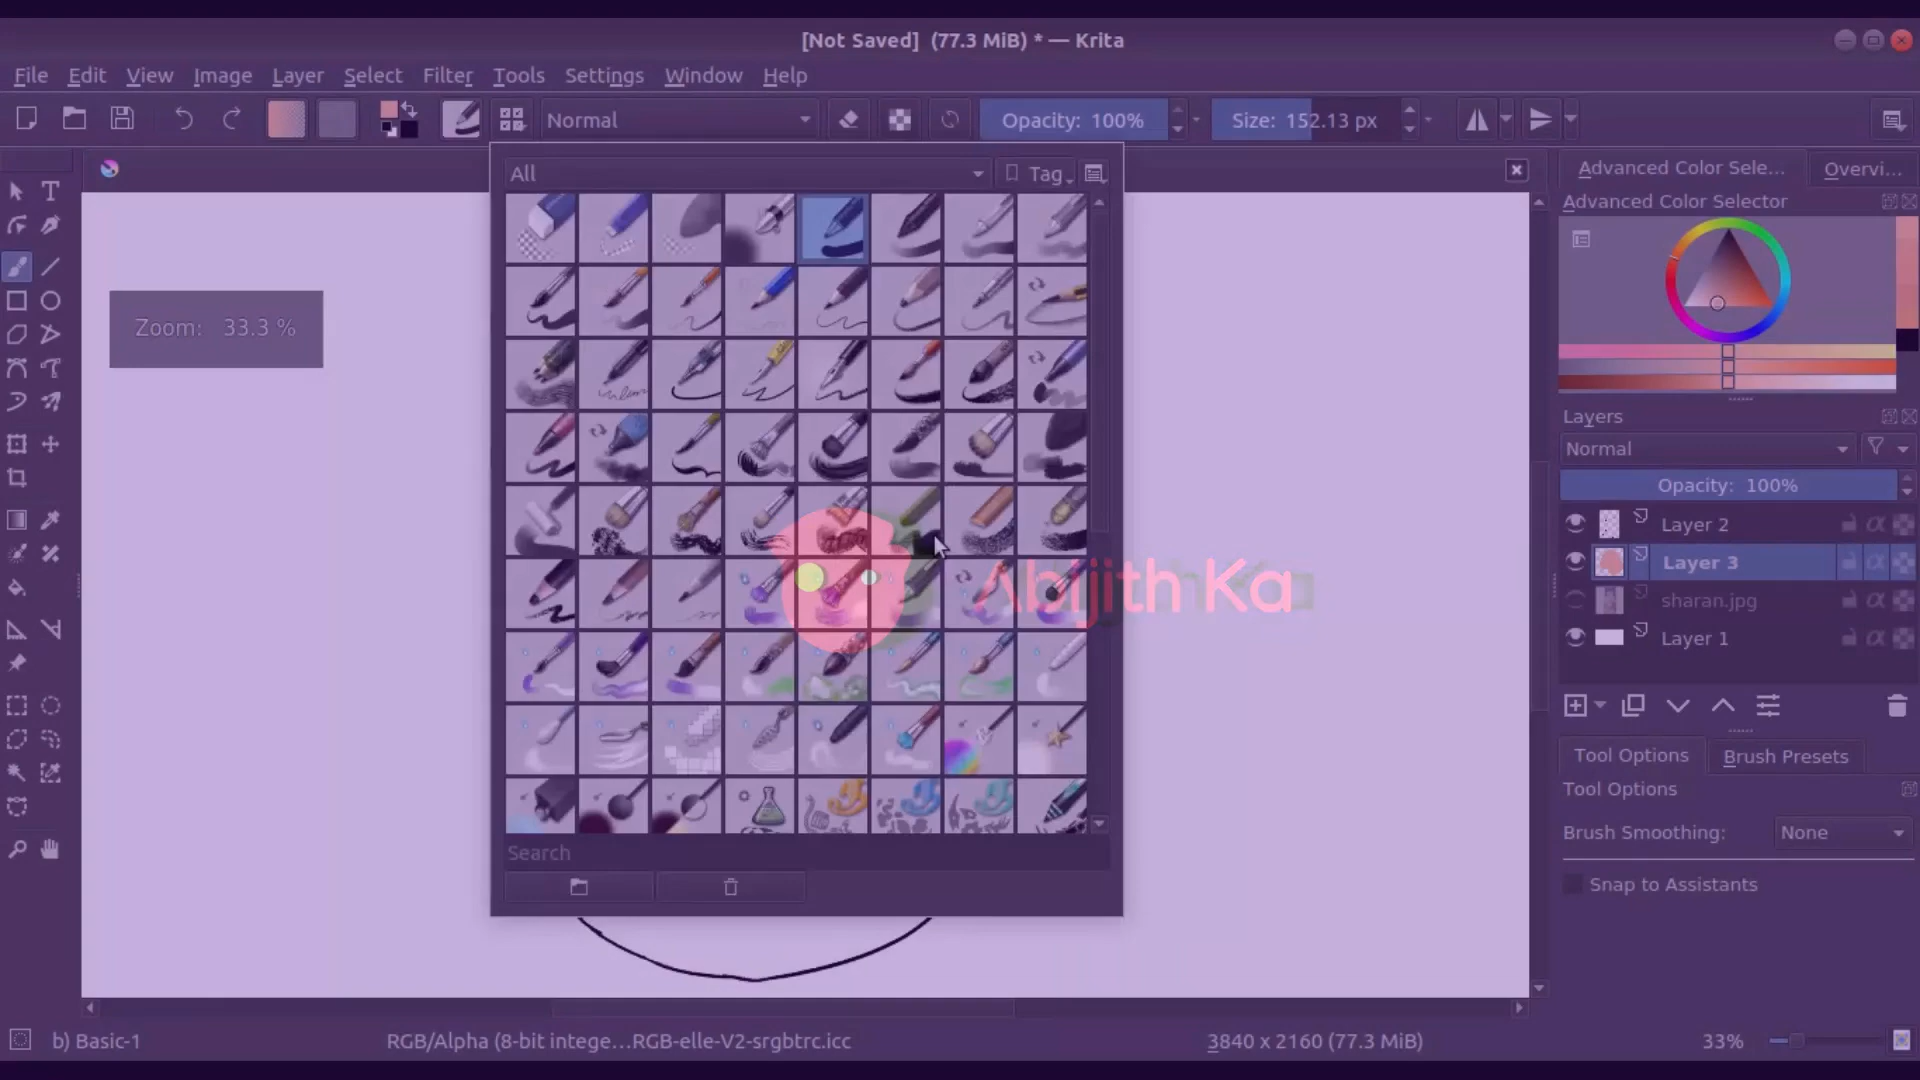 [Not Saved]  (77.3 MiB) * — Krita
File Edit View Image Layer Select Filter Tools Settings Window Help
Normal
Opacity: 100%
Size: 152.13 px
All
Tag
Advanced Color Sele...
Overvi...
Advanced Color Selector
Zoom: 33.3 %
Layers
Normal
Opacity: 100%
Layer 2
Layer 3
sharan.jpg
Layer 1
Abijith Ka
Tool Options
Brush Presets
Tool Options
Brush Smoothing: None
Snap to Assistants
Search
b) Basic-1
RGB/Alpha (8-bit intege...RGB-elle-V2-srgbtrc.icc
3840 x 2160 (77.3 MiB)
33%